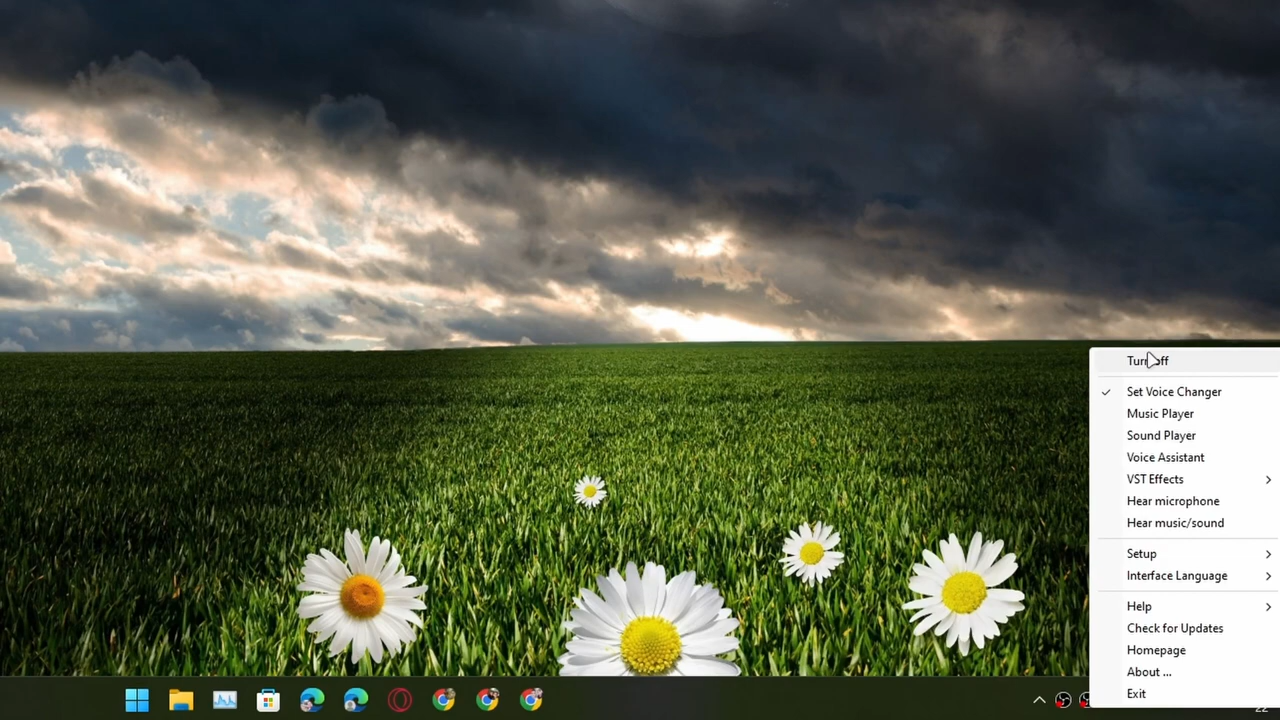 Turn off
Set Voice Changer
Music Player
Sound Player
Voice Assistant
VST Effects
Hear microphone
Hear music/sound
Setup
Interface Language
Help
Check for Updates
Homepage
About ...
Exit
22